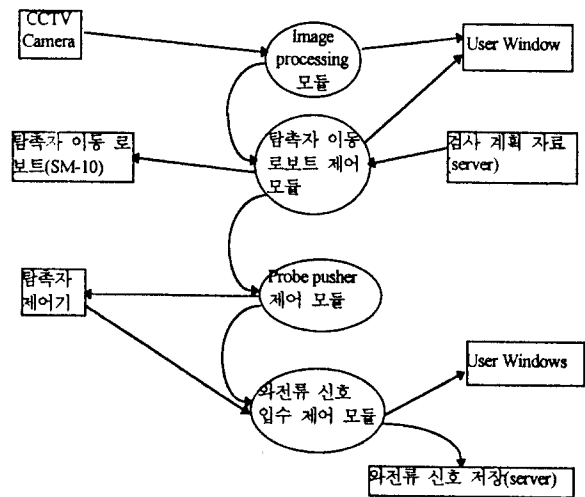 CCTV
Camera
Image
processing
모듈
User Window
탐촉자 이동 로
보트(SM-10)
탐촉자 이동
로보트 제어
모듈
검사 계획 자료
(server)
탐촉자
제어기
Probe pusher
제어 모듈
와전류 신호
입수 제어 모듈
User Windows
와전류 신호 저장(server)